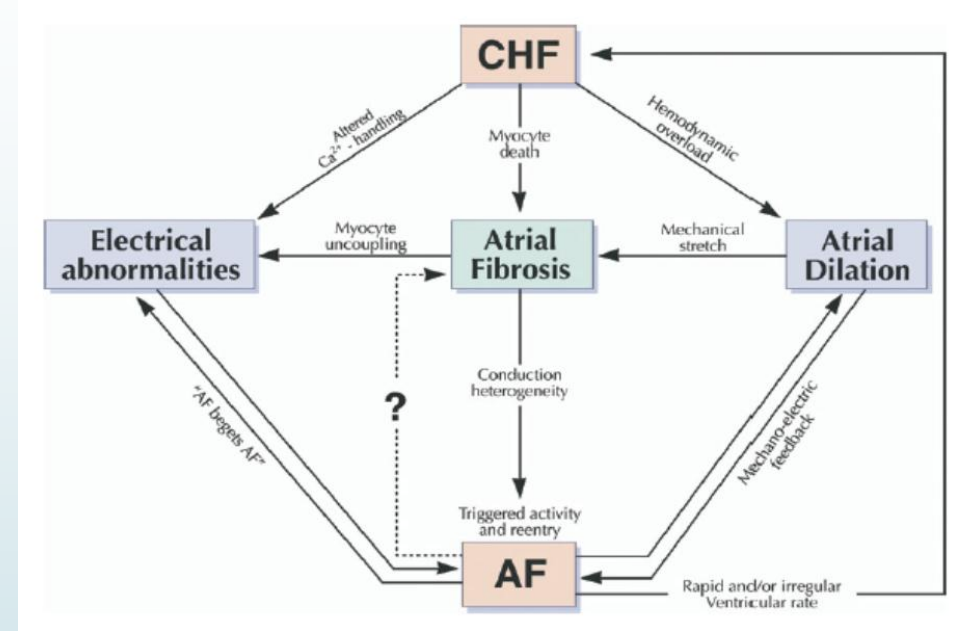 CHF
Altered
Ca²⁺ - handling
Myocyte
death
Hemodynamic
overload
Electrical
abnormalities
Myocyte
uncoupling
Atrial
Fibrosis
Mechanical
stretch
Atrial
Dilation
"AF begets AF"
?
Conduction
heterogeneity
Mechano-electric
feedback
Triggered activity
and reentry
AF
Rapid and/or irregular
Ventricular rate